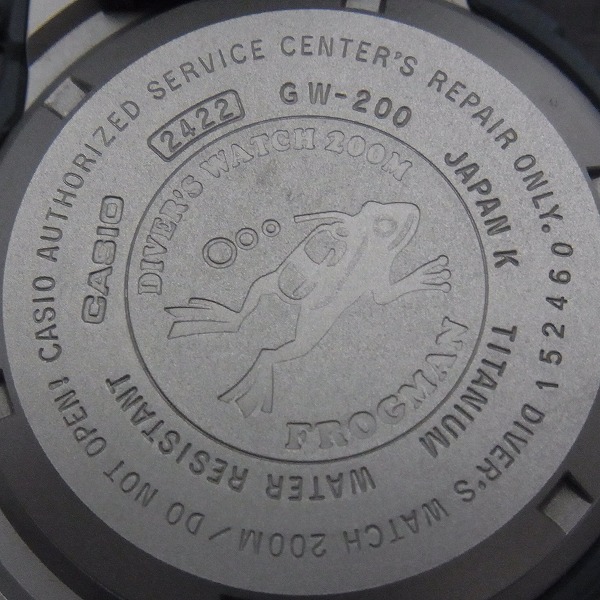 DO NOT OPEN! CASIO AUTHORIZED SERVICE CENTER'S REPAIR ONLY. 152460
DIVER'S WATCH 200M/
CASIO 2422 GW-200 JAPAN K
TITANIUM
WATER RESISTANT
DIVER'S WATCH 200M
FROGMAN